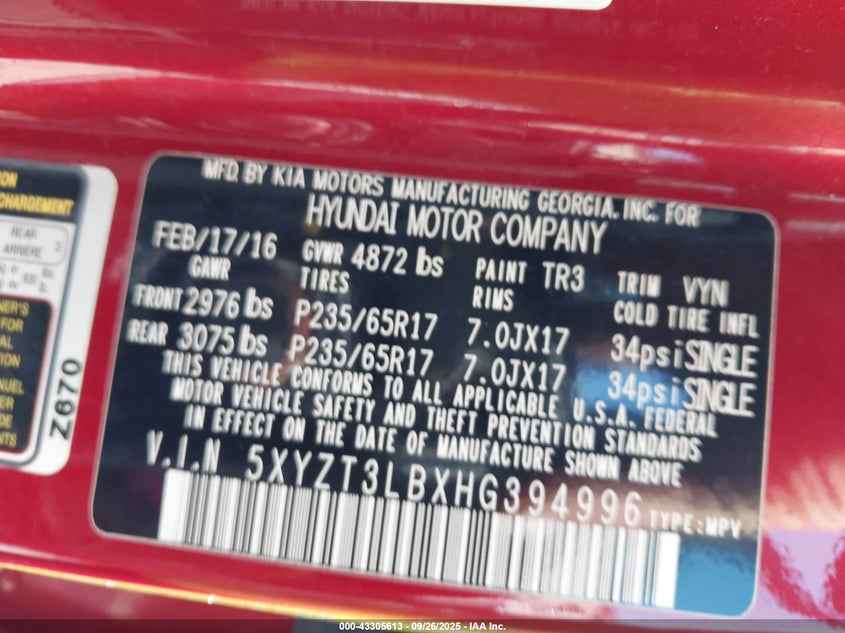 MFD. BY KIA MOTORS MANUFACTURING GEORGIA. INC. FOR
HYUNDAI MOTOR COMPANY
FEB/17/16 GVWR 4872 lbs PAINT TR3 TRIM VYN
GAWR TIRES RIMS COLD TIRE INFL
FRONT 2976 lbs P235/65R17 7.0JX17 34psi SINGLE
REAR 3075 lbs P235/65R17 7.0JX17 34psi SINGLE
THIS VEHICLE CONFORMS TO ALL APPLICABLE U.S.A. FEDERAL
MOTOR VEHICLE SAFETY AND THEFT PREVENTION STANDARDS
IN EFFECT ON THE DATE OF MANUFACTURE SHOWN ABOVE
V.I.N 5XYZT3LBXHG394996 TYPE:MPV
CHARGEMENT
REAR
ARRIÈRE
Z670
000-43305613 - 09/26/2025 - IAA Inc.